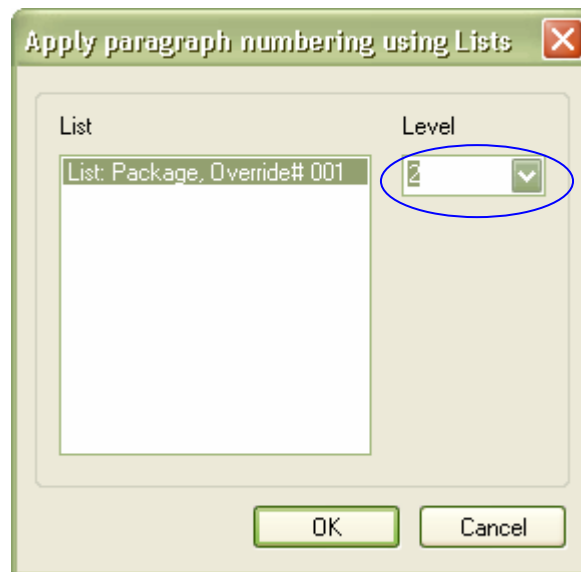 Apply paragraph numbering using Lists
List
Level
List: Package, Override# 001
2
OK
Cancel